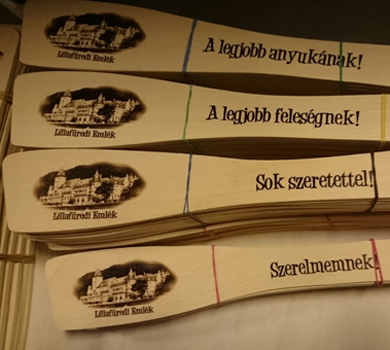 A legjobb anyukának!
Lillafüredi Emlék
A legjobb feleségnek!
Lillafüredi Emlék
Sok szeretettel!
Lillafüredi Emlék
Szerelmemnek!
Lillafüredi Emlék